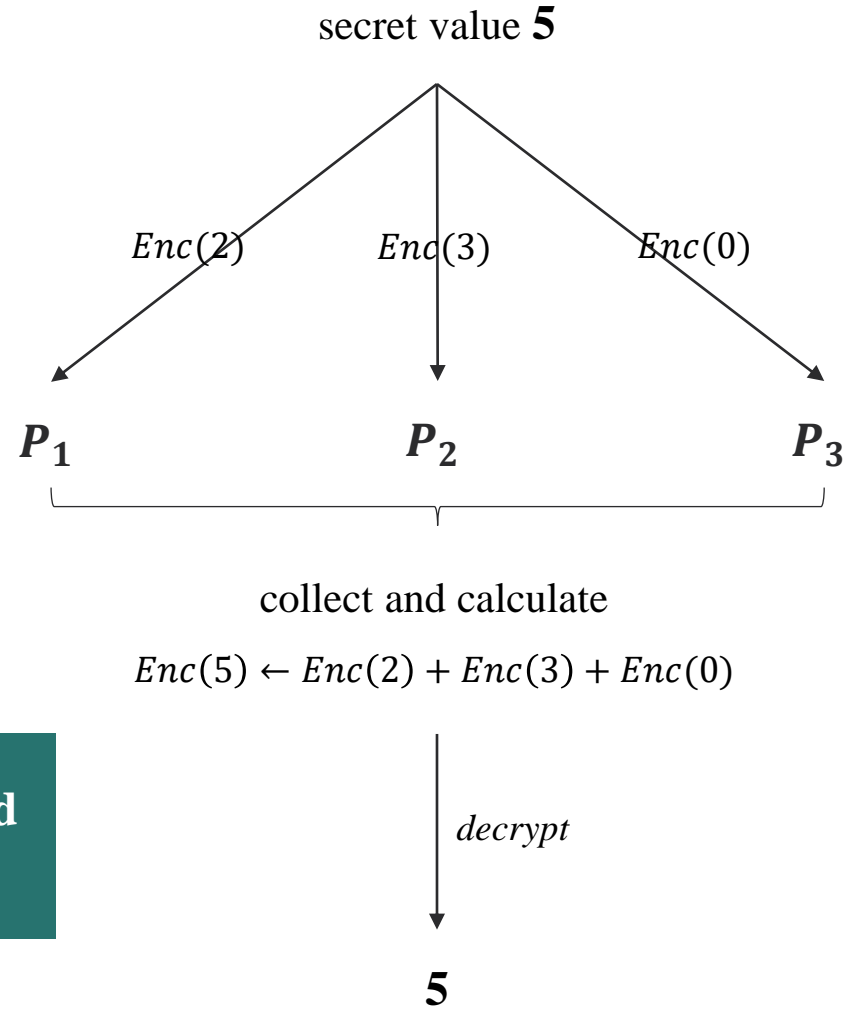 secret value 5
Enc(2) Enc(3) Enc(0)
P₁ P₂ P₃
collect and calculate
Enc(5) ← Enc(2) + Enc(3) + Enc(0)
decrypt
5